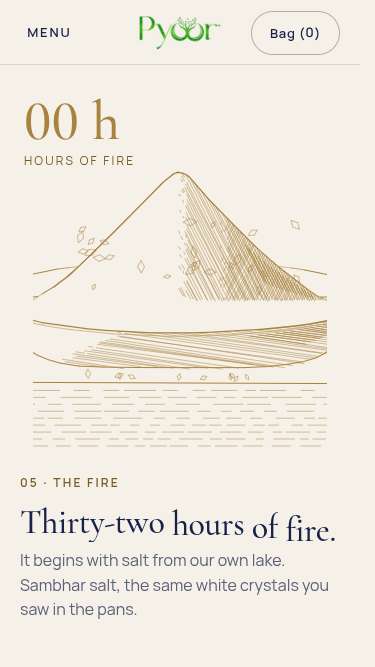 MENU
Pyoor
Bag (0)
00 h
HOURS OF FIRE
05 · THE FIRE
Thirty-two hours of fire.
It begins with salt from our own lake.
Sambhar salt, the same white crystals you
saw in the pans.